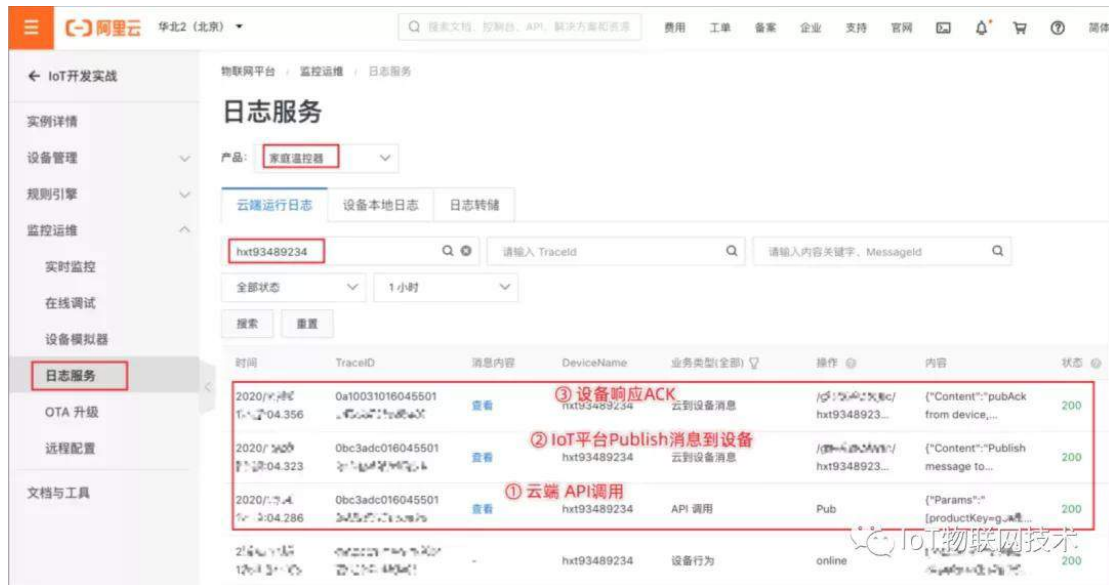 阿里云 华北2（北京） 搜索文档、控制台、API、解决方案和资源 费用 工单 备案 企业 支持 官网 简体
IoT开发实战
物联网平台 / 监控运维 / 日志服务
日志服务
实例详情
设备管理
产品： 家庭温控器
规则引擎
云端运行日志 设备本地日志 日志转储
监控运维
hxt93489234 请输入 TraceId 请输入内容关键字、MessageId
实时监控
全部状态 1 小时
在线调试
搜索 重置
设备模拟器
时间 TraceID 消息内容 DeviceName 业务类型(全部) 操作 内容 状态
日志服务
③ 设备响应ACK
2020/ 0a10031016045501 查看 hxt93489234 云到设备消息 {"Content":"pubAck 200
:04.356 hxt9348923... from device,...
OTA 升级
② IoT平台Publish消息到设备
远程配置
2020/ 0bc3adc016045501 查看 hxt93489234 云到设备消息 {"Content":"Publish 200
:04.323 hxt9348923... message to...
文档与工具
① 云端 API调用
2020/ 0bc3adc016045501 查看 hxt93489234 API 调用 Pub {"Params":" 200
:04.286 [productKey=g
IoT物联网技术
- hxt93489234 设备行为 online 200